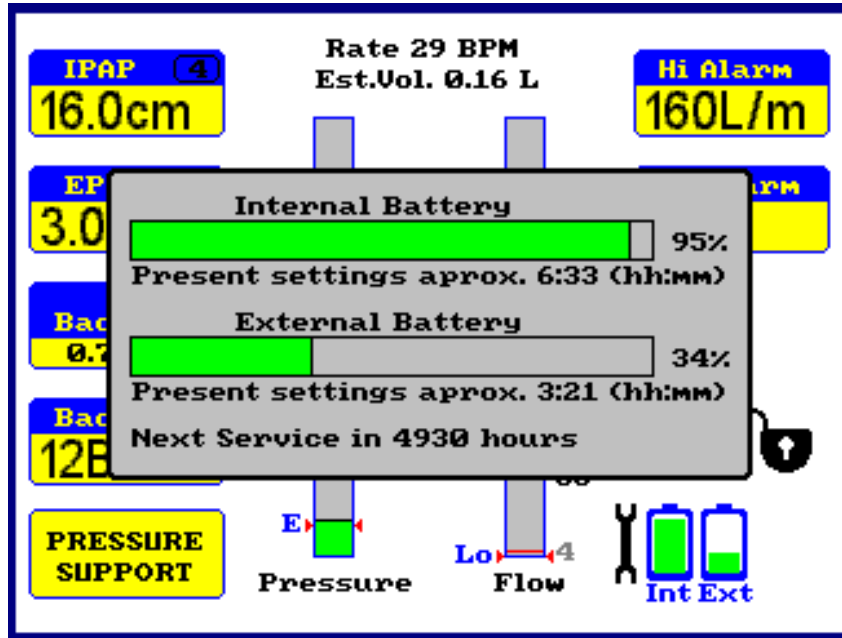 Rate 29 BPM
Est.Vol. 0.16 L
IPAP 4
16.0cm
Hi Alarm
160L/m
EP
3.0
Internal Battery
95%
Present settings aprox. 6:33 (hh:mm)
External Battery
34%
Present settings aprox. 3:21 (hh:mm)
Next Service in 4930 hours
Bac
0.7
Bac
12B
PRESSURE
SUPPORT
E
Pressure
Lo 4
Flow
Int Ext